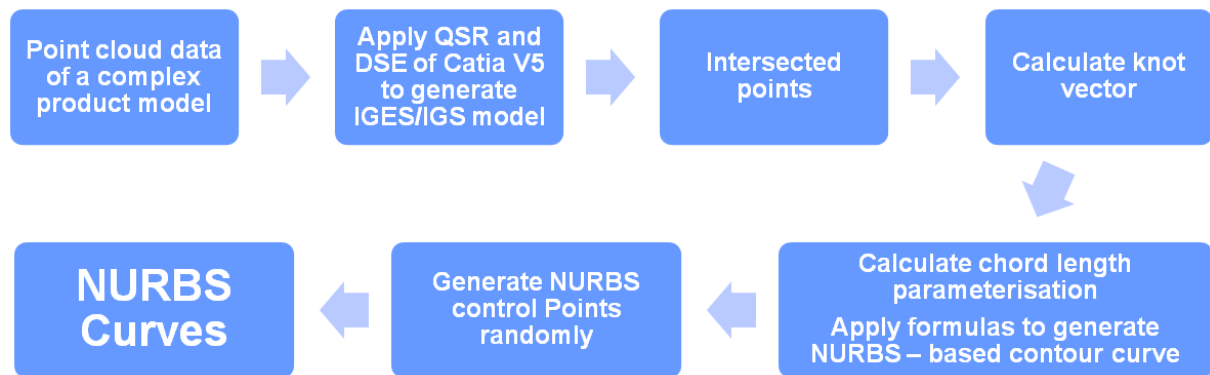 Point cloud data
of a complex
product model
Apply QSR and
DSE of Catia V5
to generate
IGES/IGS model
Intersected
points
Calculate knot
vector
Calculate chord length
parameterisation
Apply formulas to generate
NURBS – based contour curve
Generate NURBS
control Points
randomly
NURBS
Curves